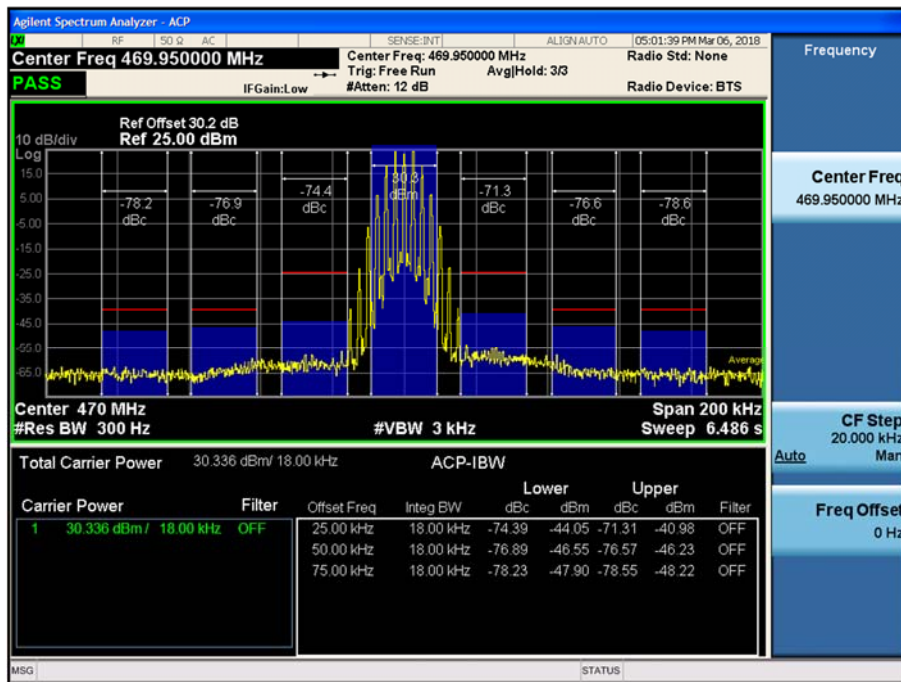 Agilent Spectrum Analyzer - ACP
LXI RF 50 Ω AC SENSE:INT ALIGN AUTO 05:01:39 PM Mar 06, 2018
Center Freq 469.950000 MHz
Center Freq: 469.950000 MHz Radio Std: None
Trig: Free Run Avg|Hold: 3/3
PASS
IFGain:Low #Atten: 12 dB Radio Device: BTS
Frequency
Ref Offset 30.2 dB
10 dB/div Ref 25.00 dBm
Log
15.0
5.00
-5.00
-15.0
-25.0
-35.0
-45.0
-55.0
-65.0
-78.2 dBc
-76.9 dBc
-74.4 dBc
30.3 dBm
-71.3 dBc
-76.6 dBc
-78.6 dBc
Average
Center 470 MHz Span 200 kHz
#Res BW 300 Hz #VBW 3 kHz Sweep 6.486 s
Total Carrier Power 30.336 dBm/ 18.00 kHz ACP-IBW
Lower Upper
Carrier Power Filter Offset Freq Integ BW dBc dBm dBc dBm Filter
1 30.336 dBm / 18.00 kHz OFF 25.00 kHz 18.00 kHz -74.39 -44.05 -71.31 -40.98 OFF
50.00 kHz 18.00 kHz -76.89 -46.55 -76.57 -46.23 OFF
75.00 kHz 18.00 kHz -78.23 -47.90 -78.55 -48.22 OFF
Center Freq
469.950000 MHz
CF Step
20.000 kHz
Auto Man
Freq Offset
0 Hz
MSG STATUS